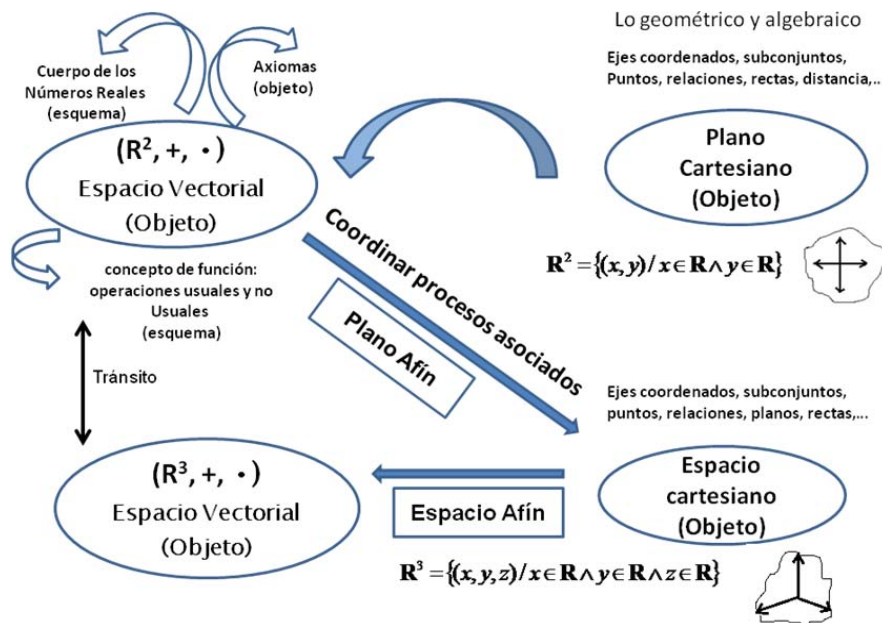 Lo geométrico y algebraico
Cuerpo de los
Números Reales
(esquema)
Axiomas
(objeto)
Ejes coordenados, subconjuntos,
Puntos, relaciones, rectas, distancia,..
(R², +, •)
Espacio Vectorial
(Objeto)
Plano
Cartesiano
(Objeto)
R² ={(x, y)/ x∈R∧ y∈R}
concepto de función:
operaciones usuales y no
Usuales
(esquema)
Coordinar procesos asociados
Plano Afín
Tránsito
Ejes coordenados, subconjuntos,
puntos, relaciones, planos, rectas,...
(R³, +, •)
Espacio Vectorial
(Objeto)
Espacio Afín
Espacio
cartesiano
(Objeto)
R³ ={(x, y, z)/ x∈R∧ y∈R∧ z∈R}